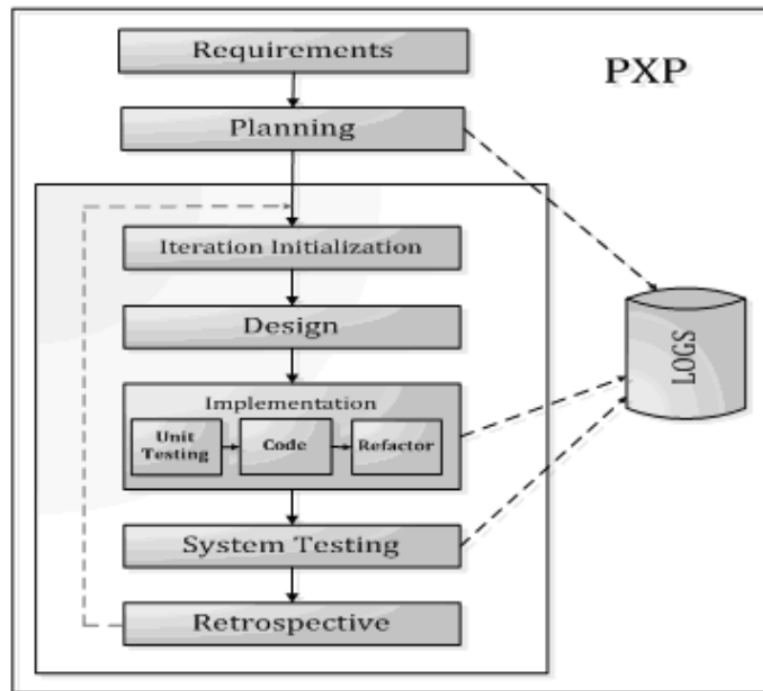 Requirements
PXP
Planning
Iteration Initialization
Design
LOGS
Implementation
Unit
Testing
Code
Refactor
System Testing
Retrospective